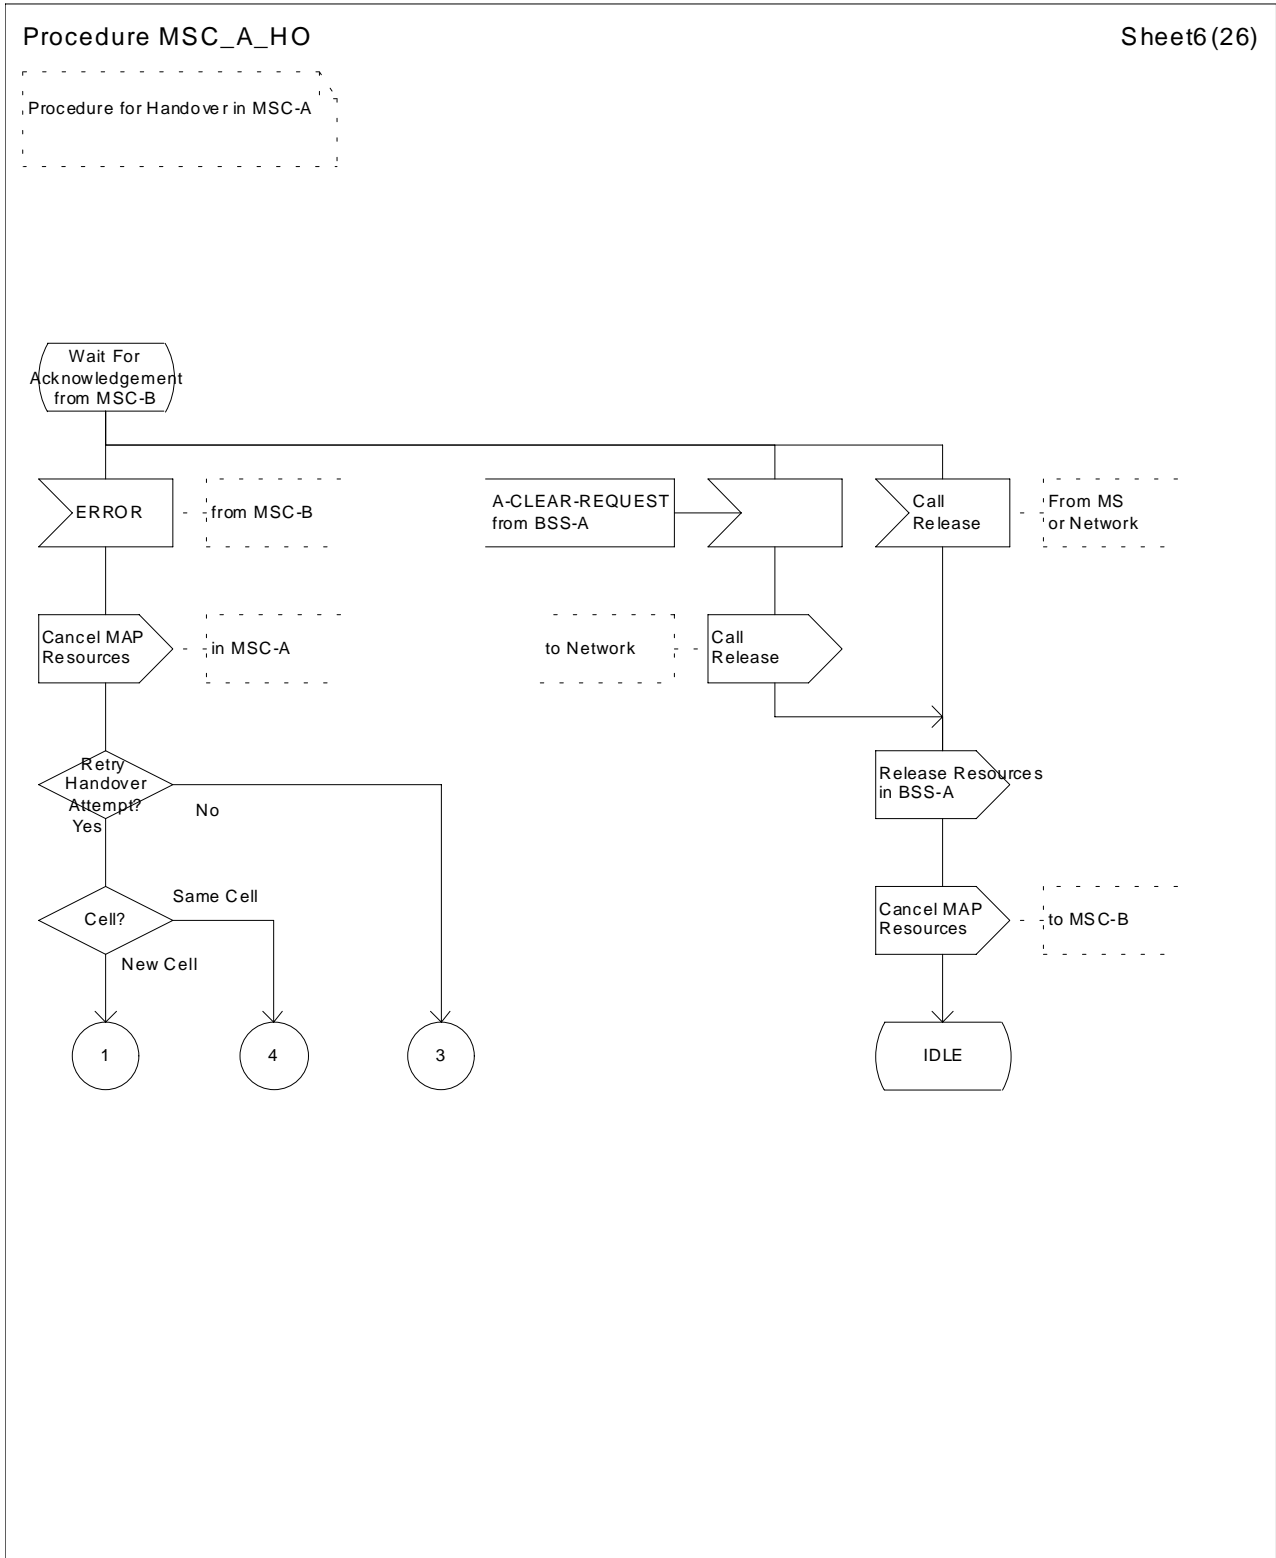 Procedure MSC_A_HO
Sheet6(26)
Procedure for Handover in MSC-A
Wait For
Acknowledgement
from MSC-B
ERROR
from MSC-B
A-CLEAR-REQUEST
from BSS-A
Call
Release
From MS
or Network
Cancel MAP
Resources
in MSC-A
to Network
Call
Release
Retry
Handover
Attempt?
Yes
No
Release Resources
in BSS-A
Cell?
Same Cell
New Cell
Cancel MAP
Resources
to MSC-B
1
4
3
IDLE